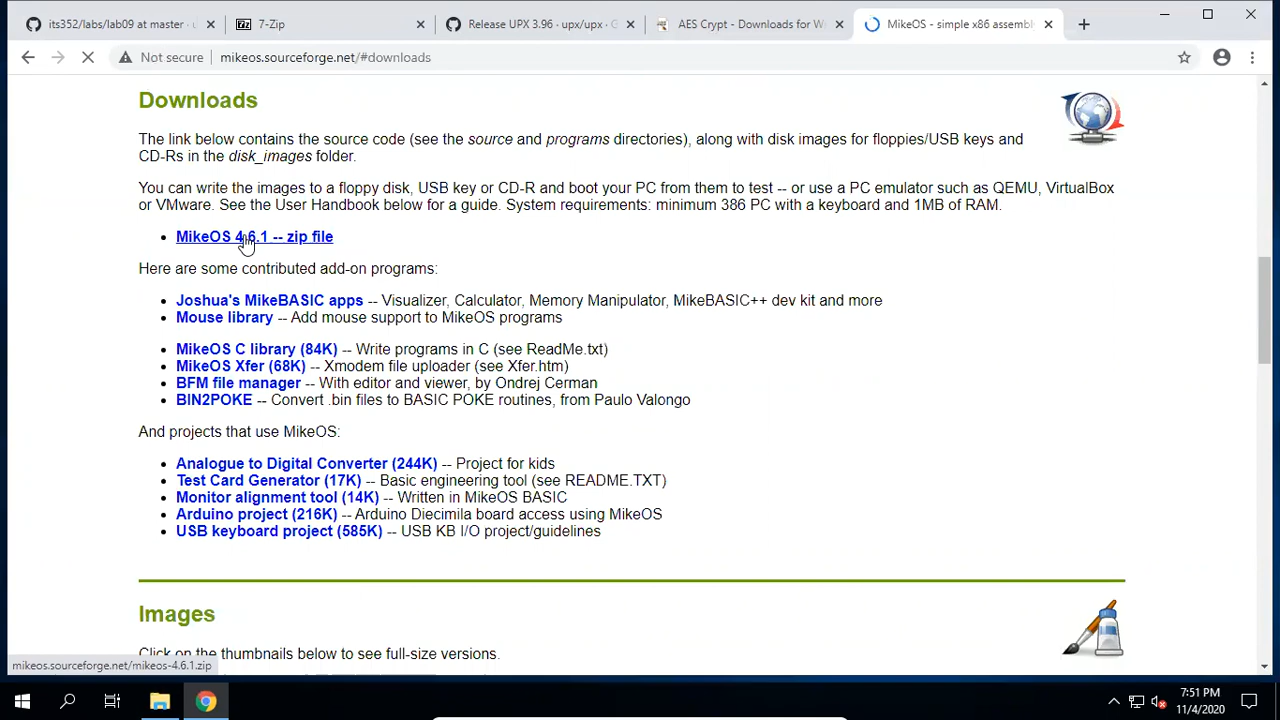 its352/labs/lab09 at master · u
7-Zip
Release UPX 3.96 · upx/upx · G
AES Crypt - Downloads for Wi
MikeOS - simple x86 assembl
Not secure
mikeos.sourceforge.net/#downloads
Downloads
The link below contains the source code (see the source and programs directories), along with disk images for floppies/USB keys and
CD-Rs in the disk_images folder.
You can write the images to a floppy disk, USB key or CD-R and boot your PC from them to test -- or use a PC emulator such as QEMU, VirtualBox
or VMware. See the User Handbook below for a guide. System requirements: minimum 386 PC with a keyboard and 1MB of RAM.
• MikeOS 4.6.1 -- zip file
Here are some contributed add-on programs:
• Joshua's MikeBASIC apps -- Visualizer, Calculator, Memory Manipulator, MikeBASIC++ dev kit and more
• Mouse library -- Add mouse support to MikeOS programs
• MikeOS C library (84K) -- Write programs in C (see ReadMe.txt)
• MikeOS Xfer (68K) -- Xmodem file uploader (see Xfer.htm)
• BFM file manager -- With editor and viewer, by Ondrej Cerman
• BIN2POKE -- Convert .bin files to BASIC POKE routines, from Paulo Valongo
And projects that use MikeOS:
• Analogue to Digital Converter (244K) -- Project for kids
• Test Card Generator (17K) -- Basic engineering tool (see README.TXT)
• Monitor alignment tool (14K) -- Written in MikeOS BASIC
• Arduino project (216K) -- Arduino Diecimila board access using MikeOS
• USB keyboard project (585K) -- USB KB I/O project/guidelines
Images
Click on the thumbnails below to see full-size versions.
mikeos.sourceforge.net/mikeos-4.6.1.zip
7:51 PM
11/4/2020